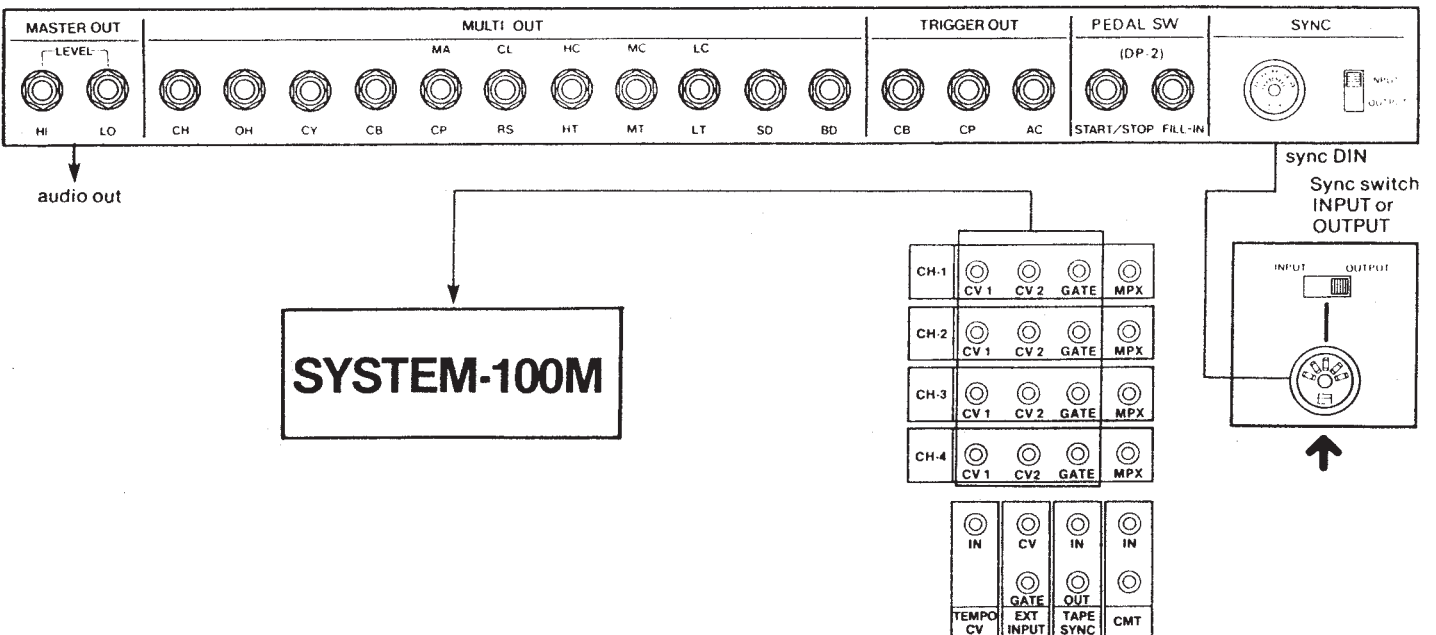 MASTER OUT MULTI OUT TRIGGER OUT PEDAL SW SYNC
LEVEL (DP-2)
MA CL HC MC LC
INPUT
OUTPUT
HI LO CH OH CY CB CP RS HT MT LT SD BD CB CP AC START/STOP FILL-IN
audio out
sync DIN
Sync switch
INPUT or
OUTPUT
INPUT OUTPUT
SYSTEM-100M
CH-1 CV 1 CV 2 GATE MPX
CH-2 CV 1 CV 2 GATE MPX
CH-3 CV 1 CV 2 GATE MPX
CH-4 CV 1 CV2 GATE MPX
IN CV IN IN
GATE OUT
TEMPO CV
EXT INPUT
TAPE SYNC
CMT